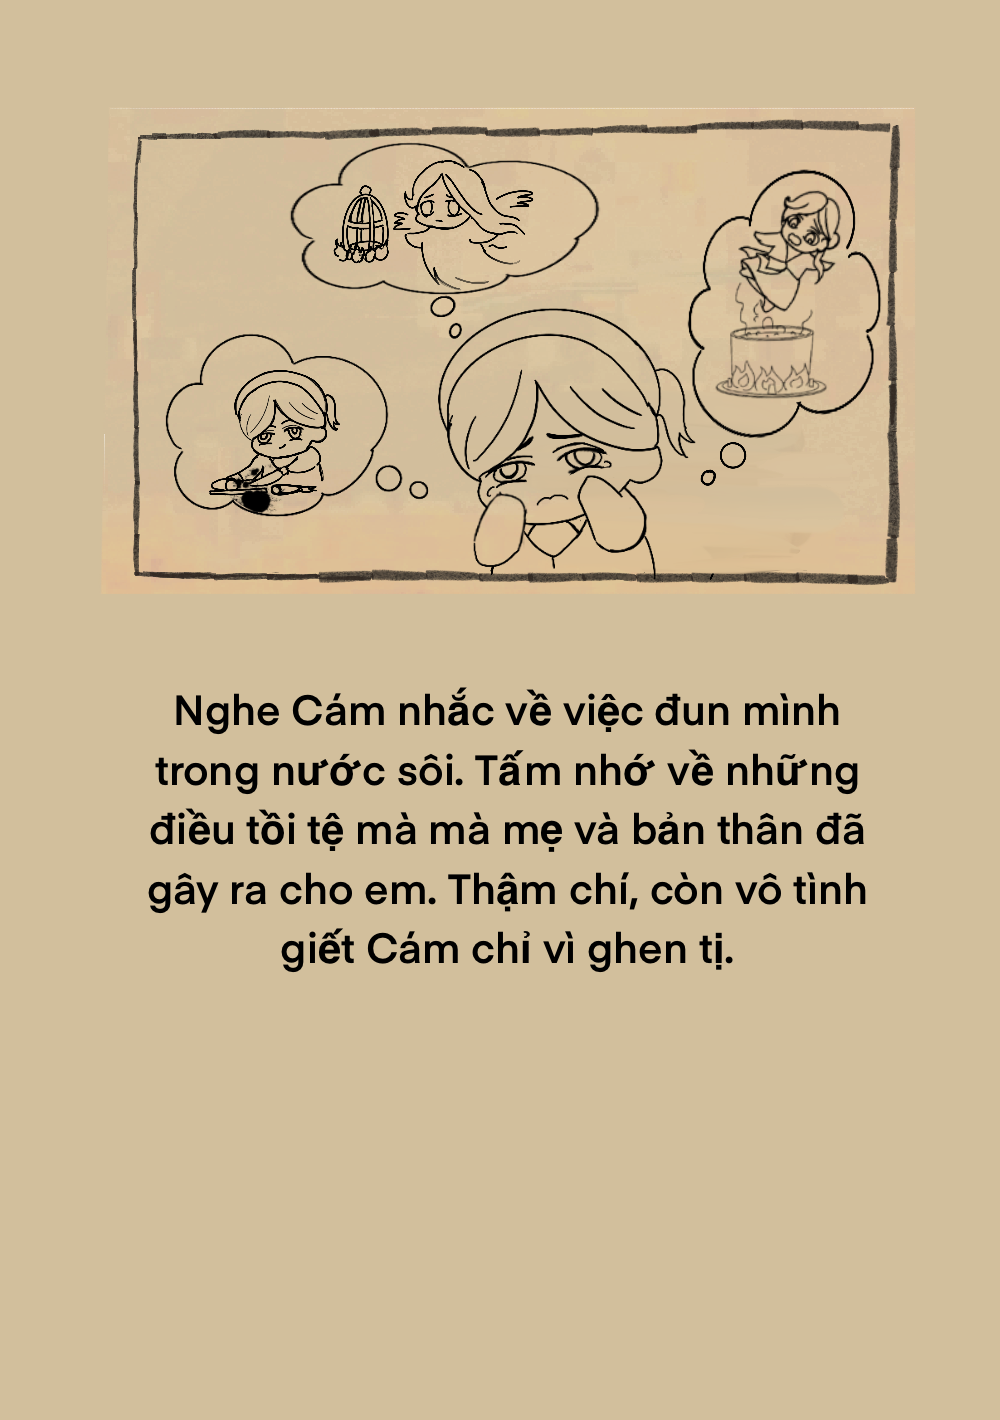 Nghe Cám nhắc về việc đun mình
trong nước sôi. Tấm nhớ về những
điều tồi tệ mà mà mẹ và bản thân đã
gây ra cho em. Thậm chí, còn vô tình
giết Cám chỉ vì ghen tị.